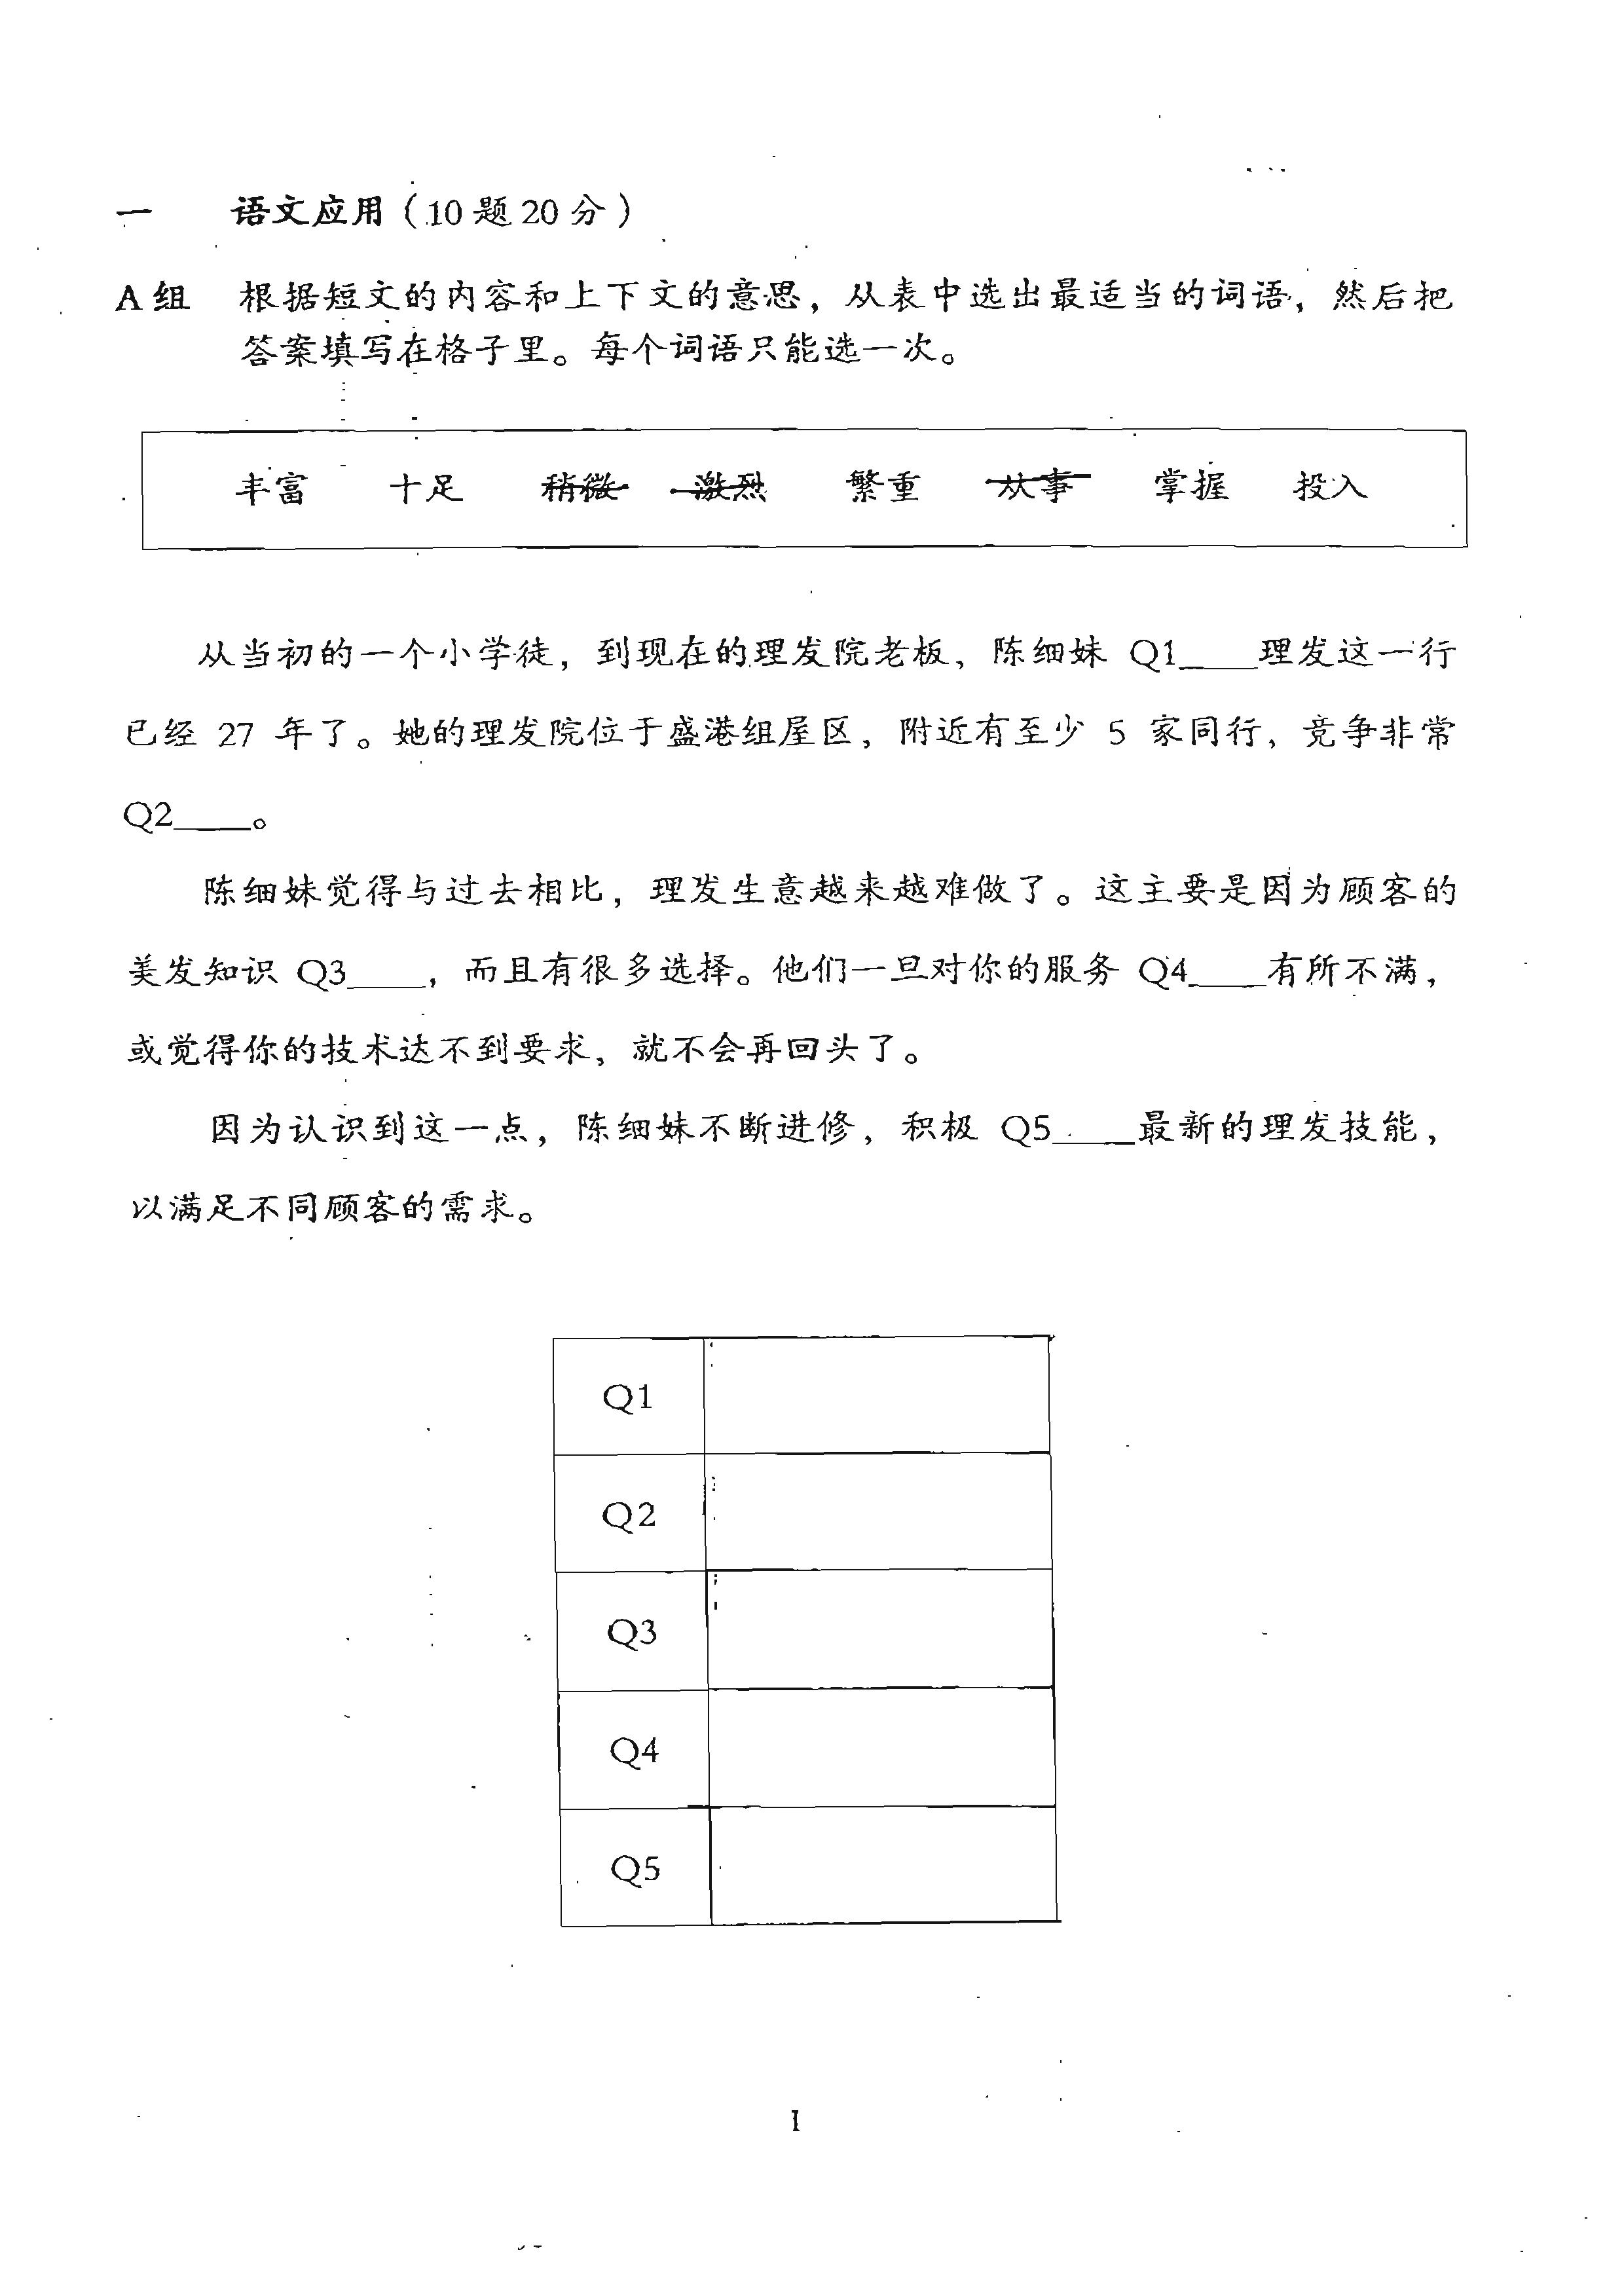 一 语文应用（10 题 20 分）
A 组 根据短文的内容和上下文的意思，从表中选出最适当的词语，然后把
答案填写在格子里。每个词语只能选一次。
丰富 十足 稍微 激烈 繁重 从事 掌握 投入
从当初的一个小学徒，到现在的理发院老板，陈细妹 Q1____理发这一行
已经 27 年了。她的理发院位于盛港组屋区，附近有至少 5 家同行，竞争非常
Q2____。
陈细妹觉得与过去相比，理发生意越来越难做了。这主要是因为顾客的
美发知识 Q3____，而且有很多选择。他们一旦对你的服务 Q4____有所不满，
或觉得你的技术达不到要求，就不会再回头了。
因为认识到这一点，陈细妹不断进修，积极 Q5____最新的理发技能，
以满足不同顾客的需求。
Q1
Q2
Q3
Q4
Q5
1